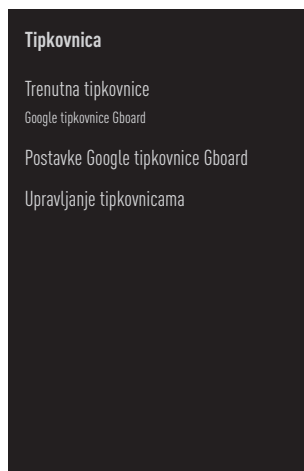 Tipkovnica
Trenutna tipkovnice
Google tipkovnice Gboard
Postavke Google tipkovnice Gboard
Upravljanje tipkovnicama